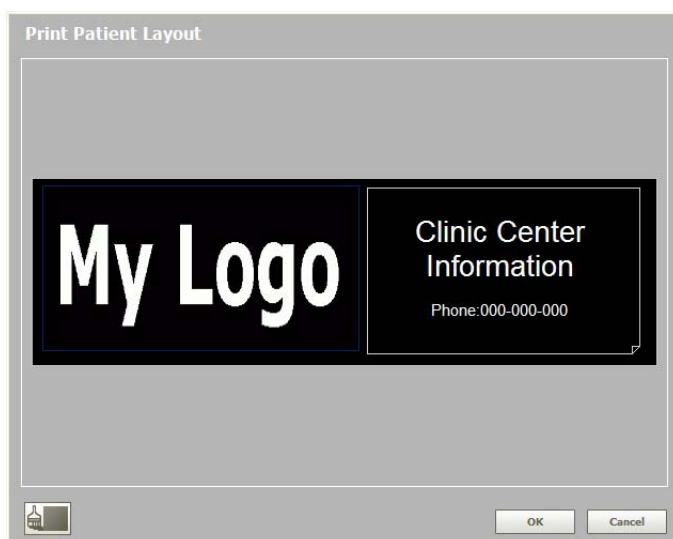 Print Patient Layout
My Logo
Clinic Center
Information
Phone:000-000-000
OK
Cancel